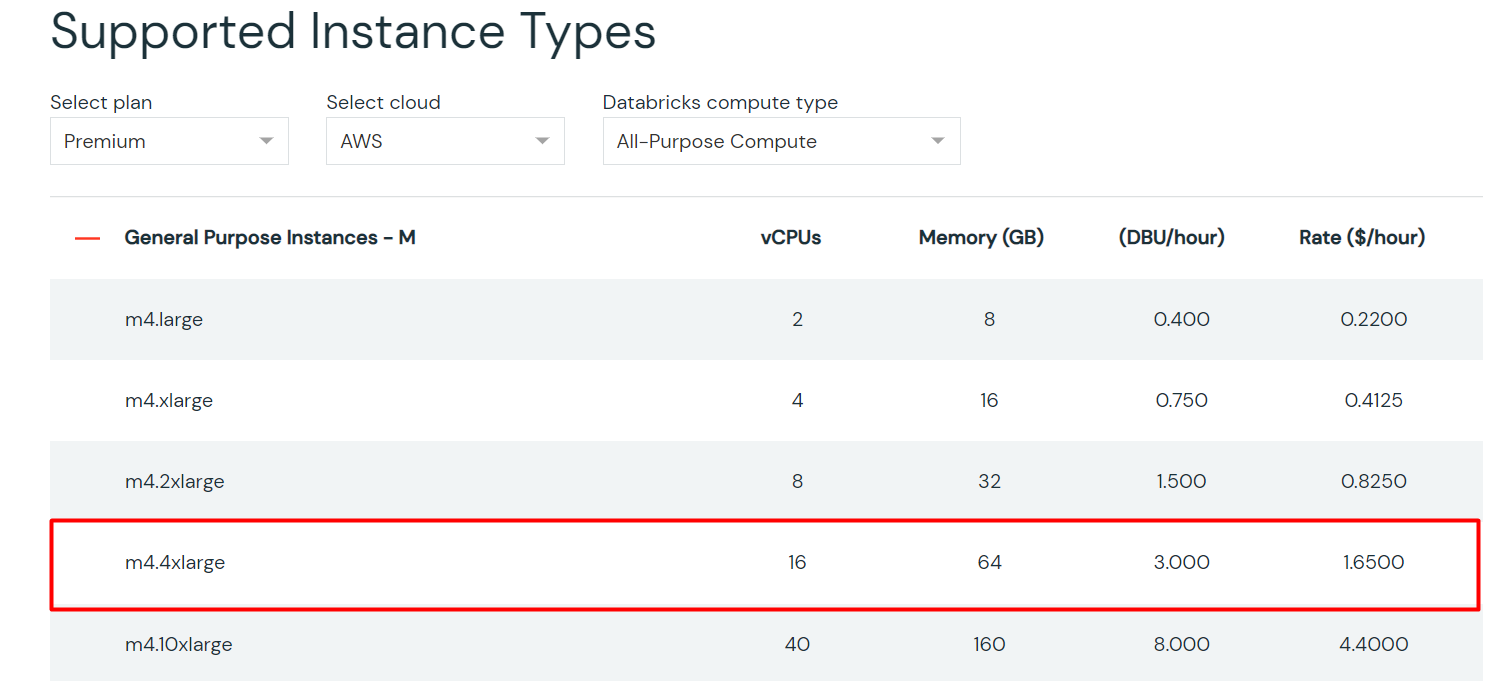 Supported Instance Types
Select plan Select cloud Databricks compute type
Premium AWS All-Purpose Compute
General Purpose Instances - M vCPUs Memory (GB) (DBU/hour) Rate ($/hour)
m4.large 2 8 0.400 0.2200
m4.xlarge 4 16 0.750 0.4125
m4.2xlarge 8 32 1.500 0.8250
m4.4xlarge 16 64 3.000 1.6500
m4.10xlarge 40 160 8.000 4.4000